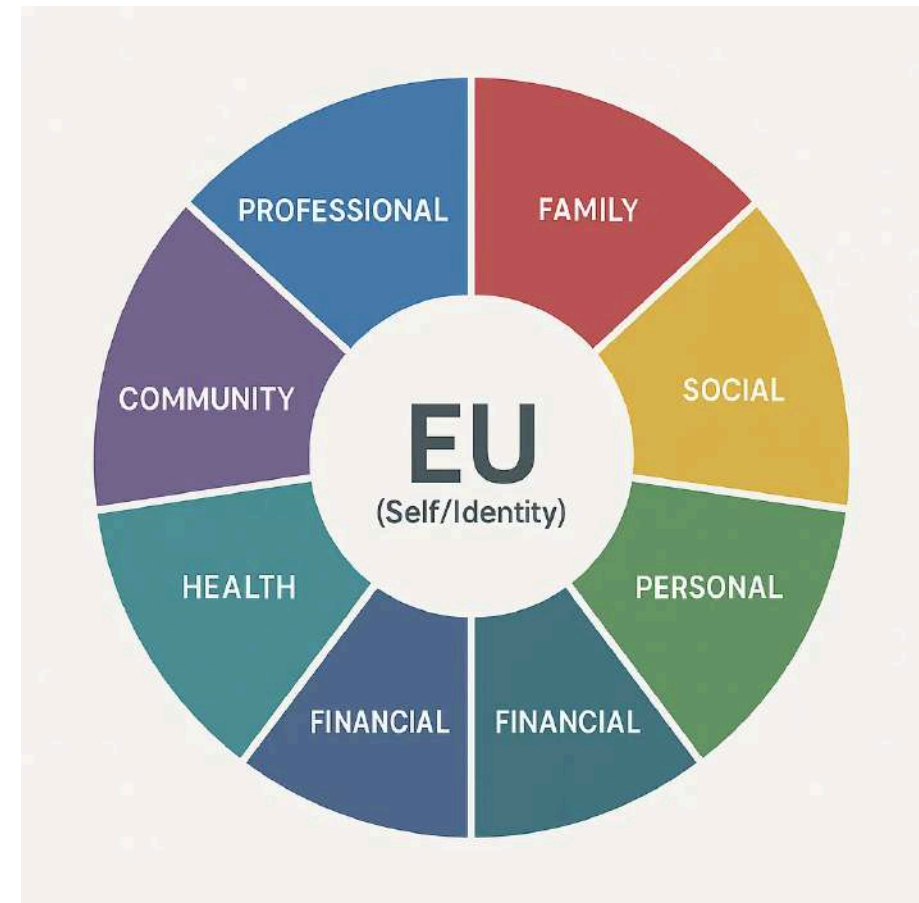 PROFESSIONAL
FAMILY
COMMUNITY
SOCIAL
EU
(Self/Identity)
HEALTH
PERSONAL
FINANCIAL
FINANCIAL